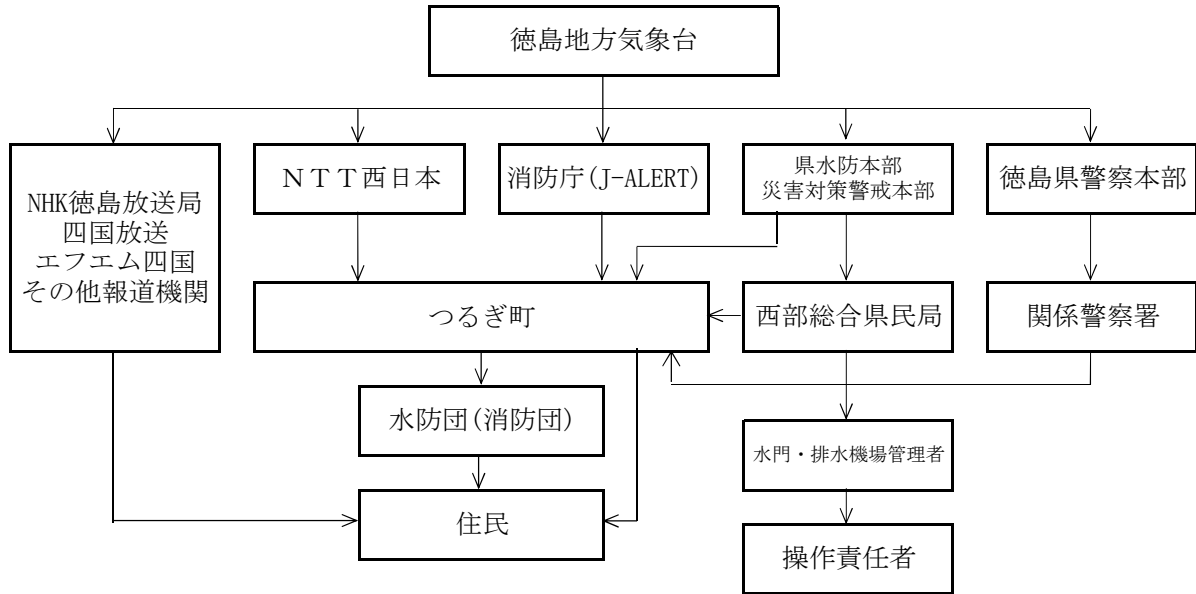 徳島地方気象台
NHK徳島放送局
四国放送
エフエム四国
その他報道機関
ＮＴＴ西日本
消防庁(J-ALERT)
県水防本部
災害対策警戒本部
徳島県警察本部
つるぎ町
西部総合県民局
関係警察署
水防団(消防団)
水門・排水機場管理者
住民
操作責任者